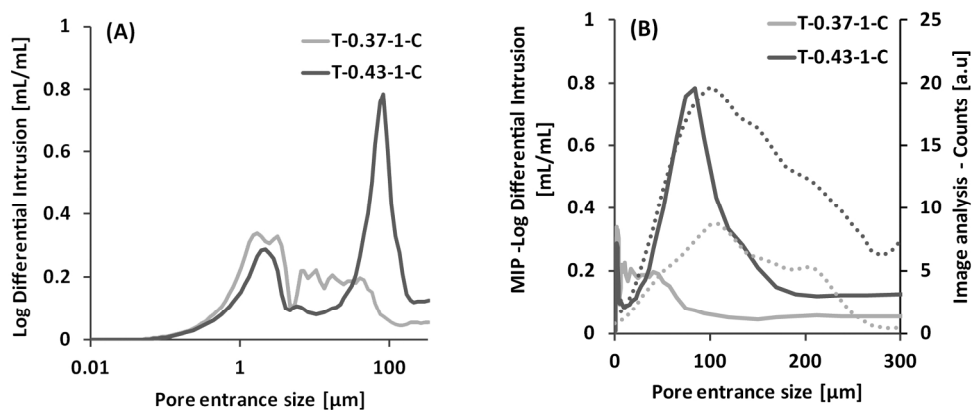 (A)
T-0.37-1-C
T-0.43-1-C
Log Differential Intrusion [mL/mL]
1
0.8
0.6
0.4
0.2
0
0.01
1
100
Pore entrance size [µm]
(B)
T-0.37-1-C
T-0.43-1-C
MIP -Log Differential Intrusion
[mL/mL]
1
0.8
0.6
0.4
0.2
0
0
100
200
300
Pore entrance size [µm]
25
20
15
10
5
0
Image analysis - Counts [a.u]